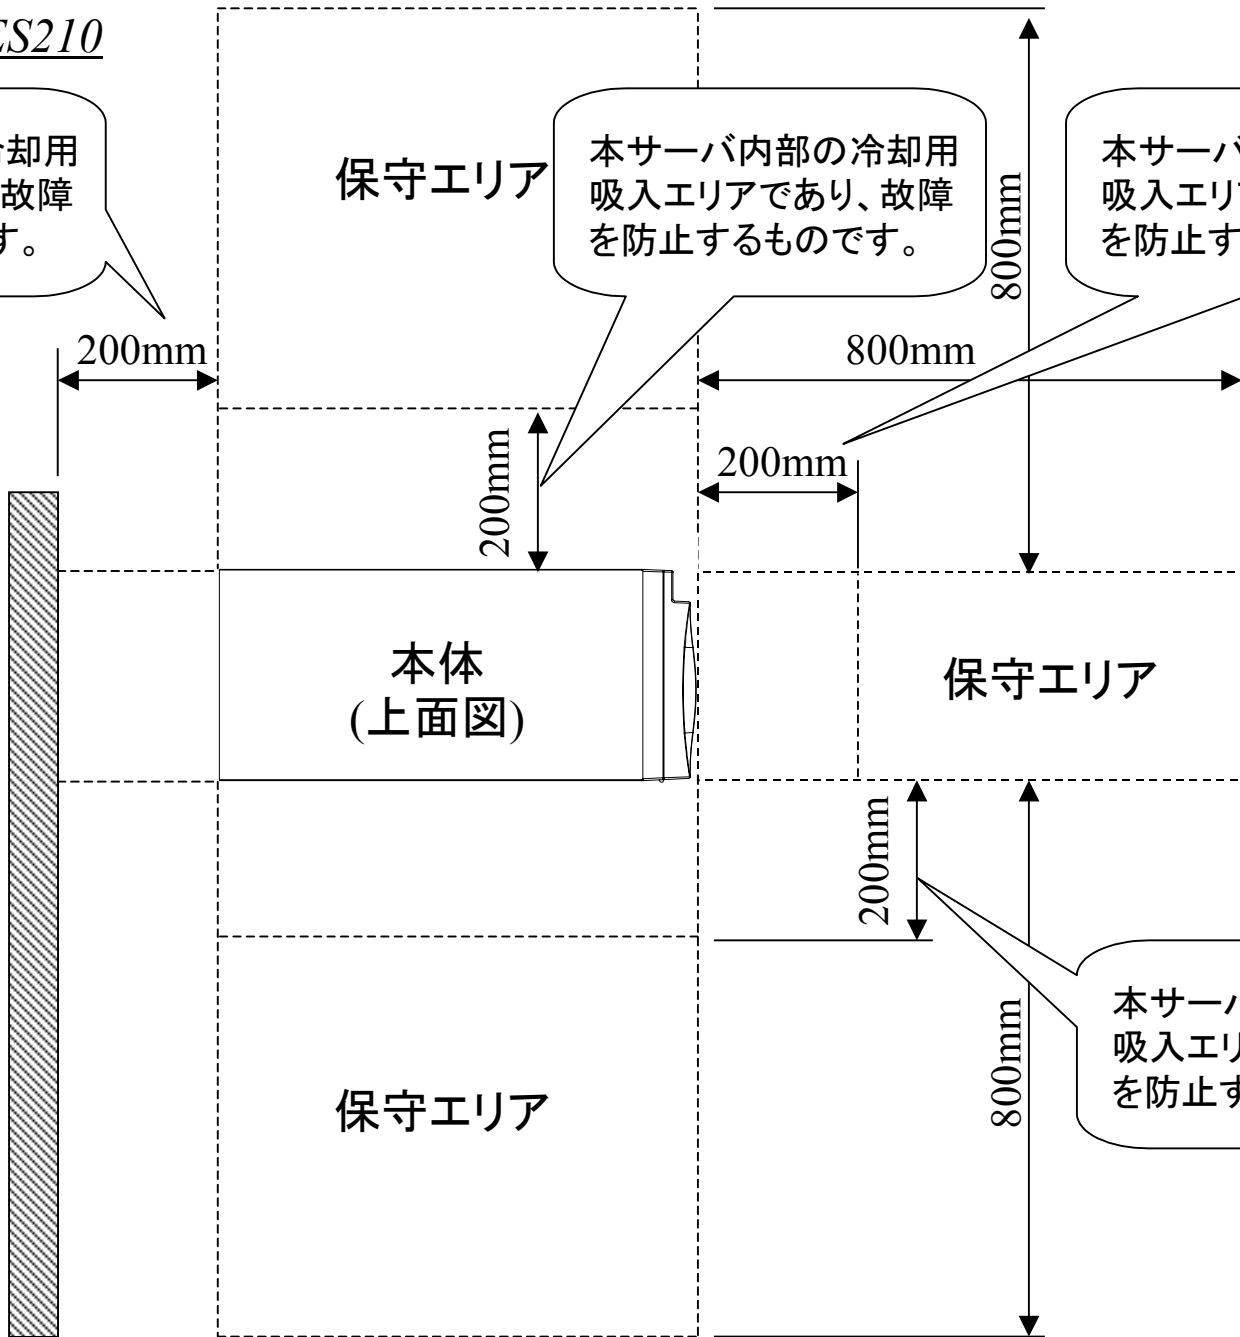 ES210
却用
故障
す。
保守エリア
本サーバ内部の冷却用
吸入エリアであり、故障
を防止するものです。
本サーバ
吸入エリ
を防止す
800mm
200mm
800mm
200mm
200mm
本体
(上面図)
保守エリア
200mm
800mm
本サー
吸入エリ
を防止す
保守エリア